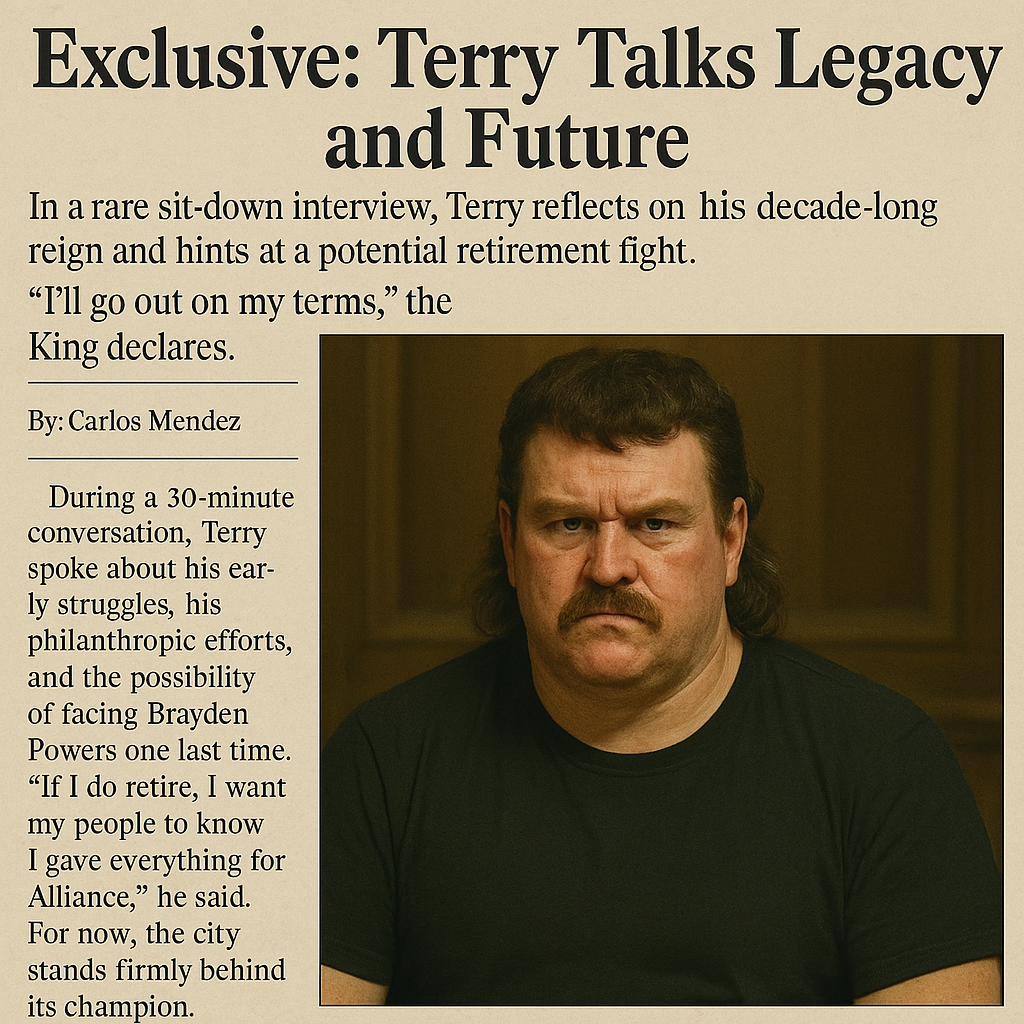 Exclusive: Terry Talks Legacy
and Future
In a rare sit-down interview, Terry reflects on his decade-long
reign and hints at a potential retirement fight.
“I’ll go out on my terms,” the
King declares.
By: Carlos Mendez
During a 30-minute
conversation, Terry
spoke about his ear-
ly struggles, his
philanthropic efforts,
and the possibility
of facing Brayden
Powers one last time.
“If I do retire, I want
my people to know
I gave everything for
Alliance,” he said.
For now, the city
stands firmly behind
its champion.